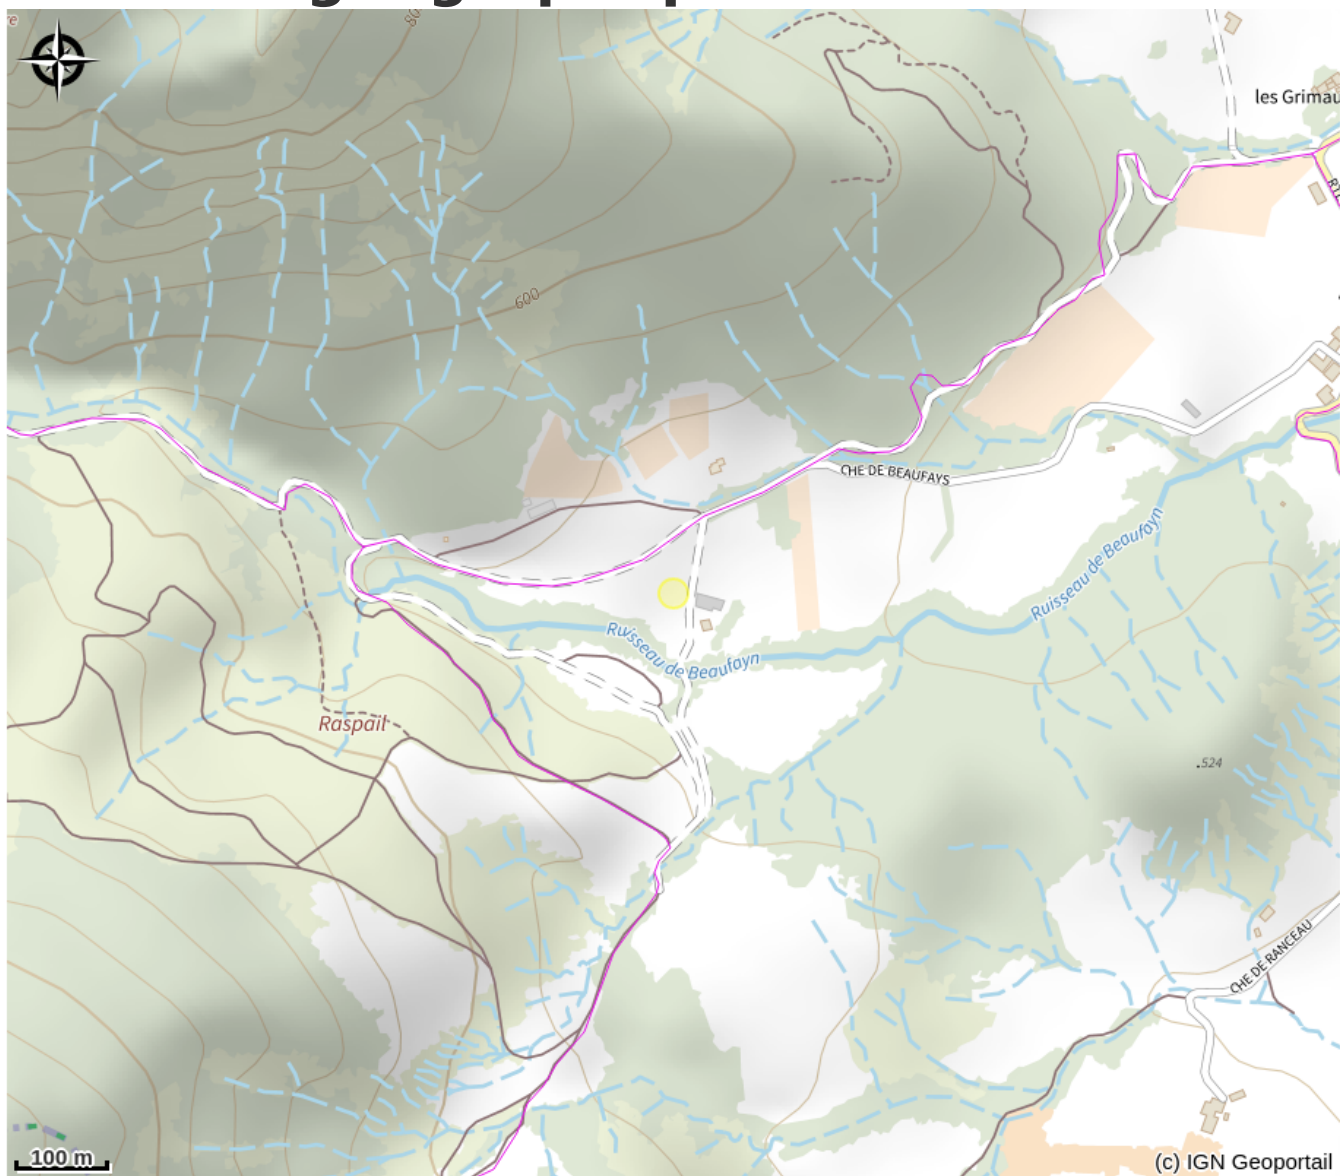 80
les Grimau
600
CHE DE BEAUFAYS
Ruisseau de Beaufayn
Ruisseau de Beaufayn
Raspail
.524
CHE DE RANCEAU
100 m
(c) IGN Geoportail